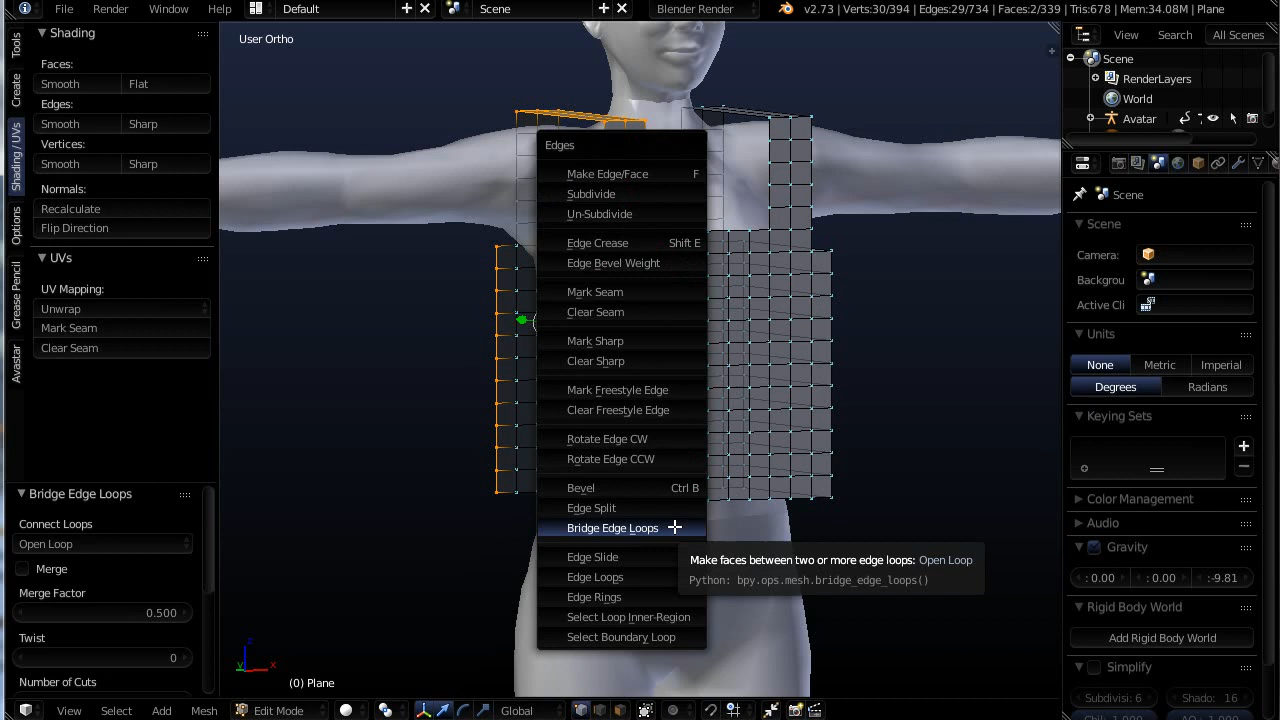 File Render Window Help Default Scene Blender Render v2.73 | Verts:30/394 | Edges:29/734 | Faces:2/339 | Tris:678 | Mem:34.08M | Plane
Tools
Create
Shading / UVs
Options
Grease Pencil
Avastar
Shading
Faces:
Smooth Flat
Edges:
Smooth Sharp
Vertices:
Smooth Sharp
Normals:
Recalculate
Flip Direction
UVs
UV Mapping:
Unwrap
Mark Seam
Clear Seam
Bridge Edge Loops
Connect Loops
Open Loop
Merge
Merge Factor
0.500
Twist
0
Number of Cuts
User Ortho
Edges
Make Edge/Face F
Subdivide
Un-Subdivide
Edge Crease Shift E
Edge Bevel Weight
Mark Seam
Clear Seam
Mark Sharp
Clear Sharp
Mark Freestyle Edge
Clear Freestyle Edge
Rotate Edge CW
Rotate Edge CCW
Bevel Ctrl B
Edge Split
Bridge Edge Loops
Edge Slide
Edge Loops
Edge Rings
Select Loop Inner-Region
Select Boundary Loop
Make faces between two or more edge loops: Open Loop
Python: bpy.ops.mesh.bridge_edge_loops()
z
y x
(0) Plane
View Select Add Mesh Edit Mode Global
View Search All Scenes
Scene
RenderLayers
World
Avatar
Scene
Scene
Camera:
Backgrou
Active Cli
Units
None Metric Imperial
Degrees Radians
Keying Sets
Color Management
Audio
Gravity
: 0.00 : 0.00 :-9.81
Rigid Body World
Add Rigid Body World
Simplify
Subdivisi: 6 Shado: 16